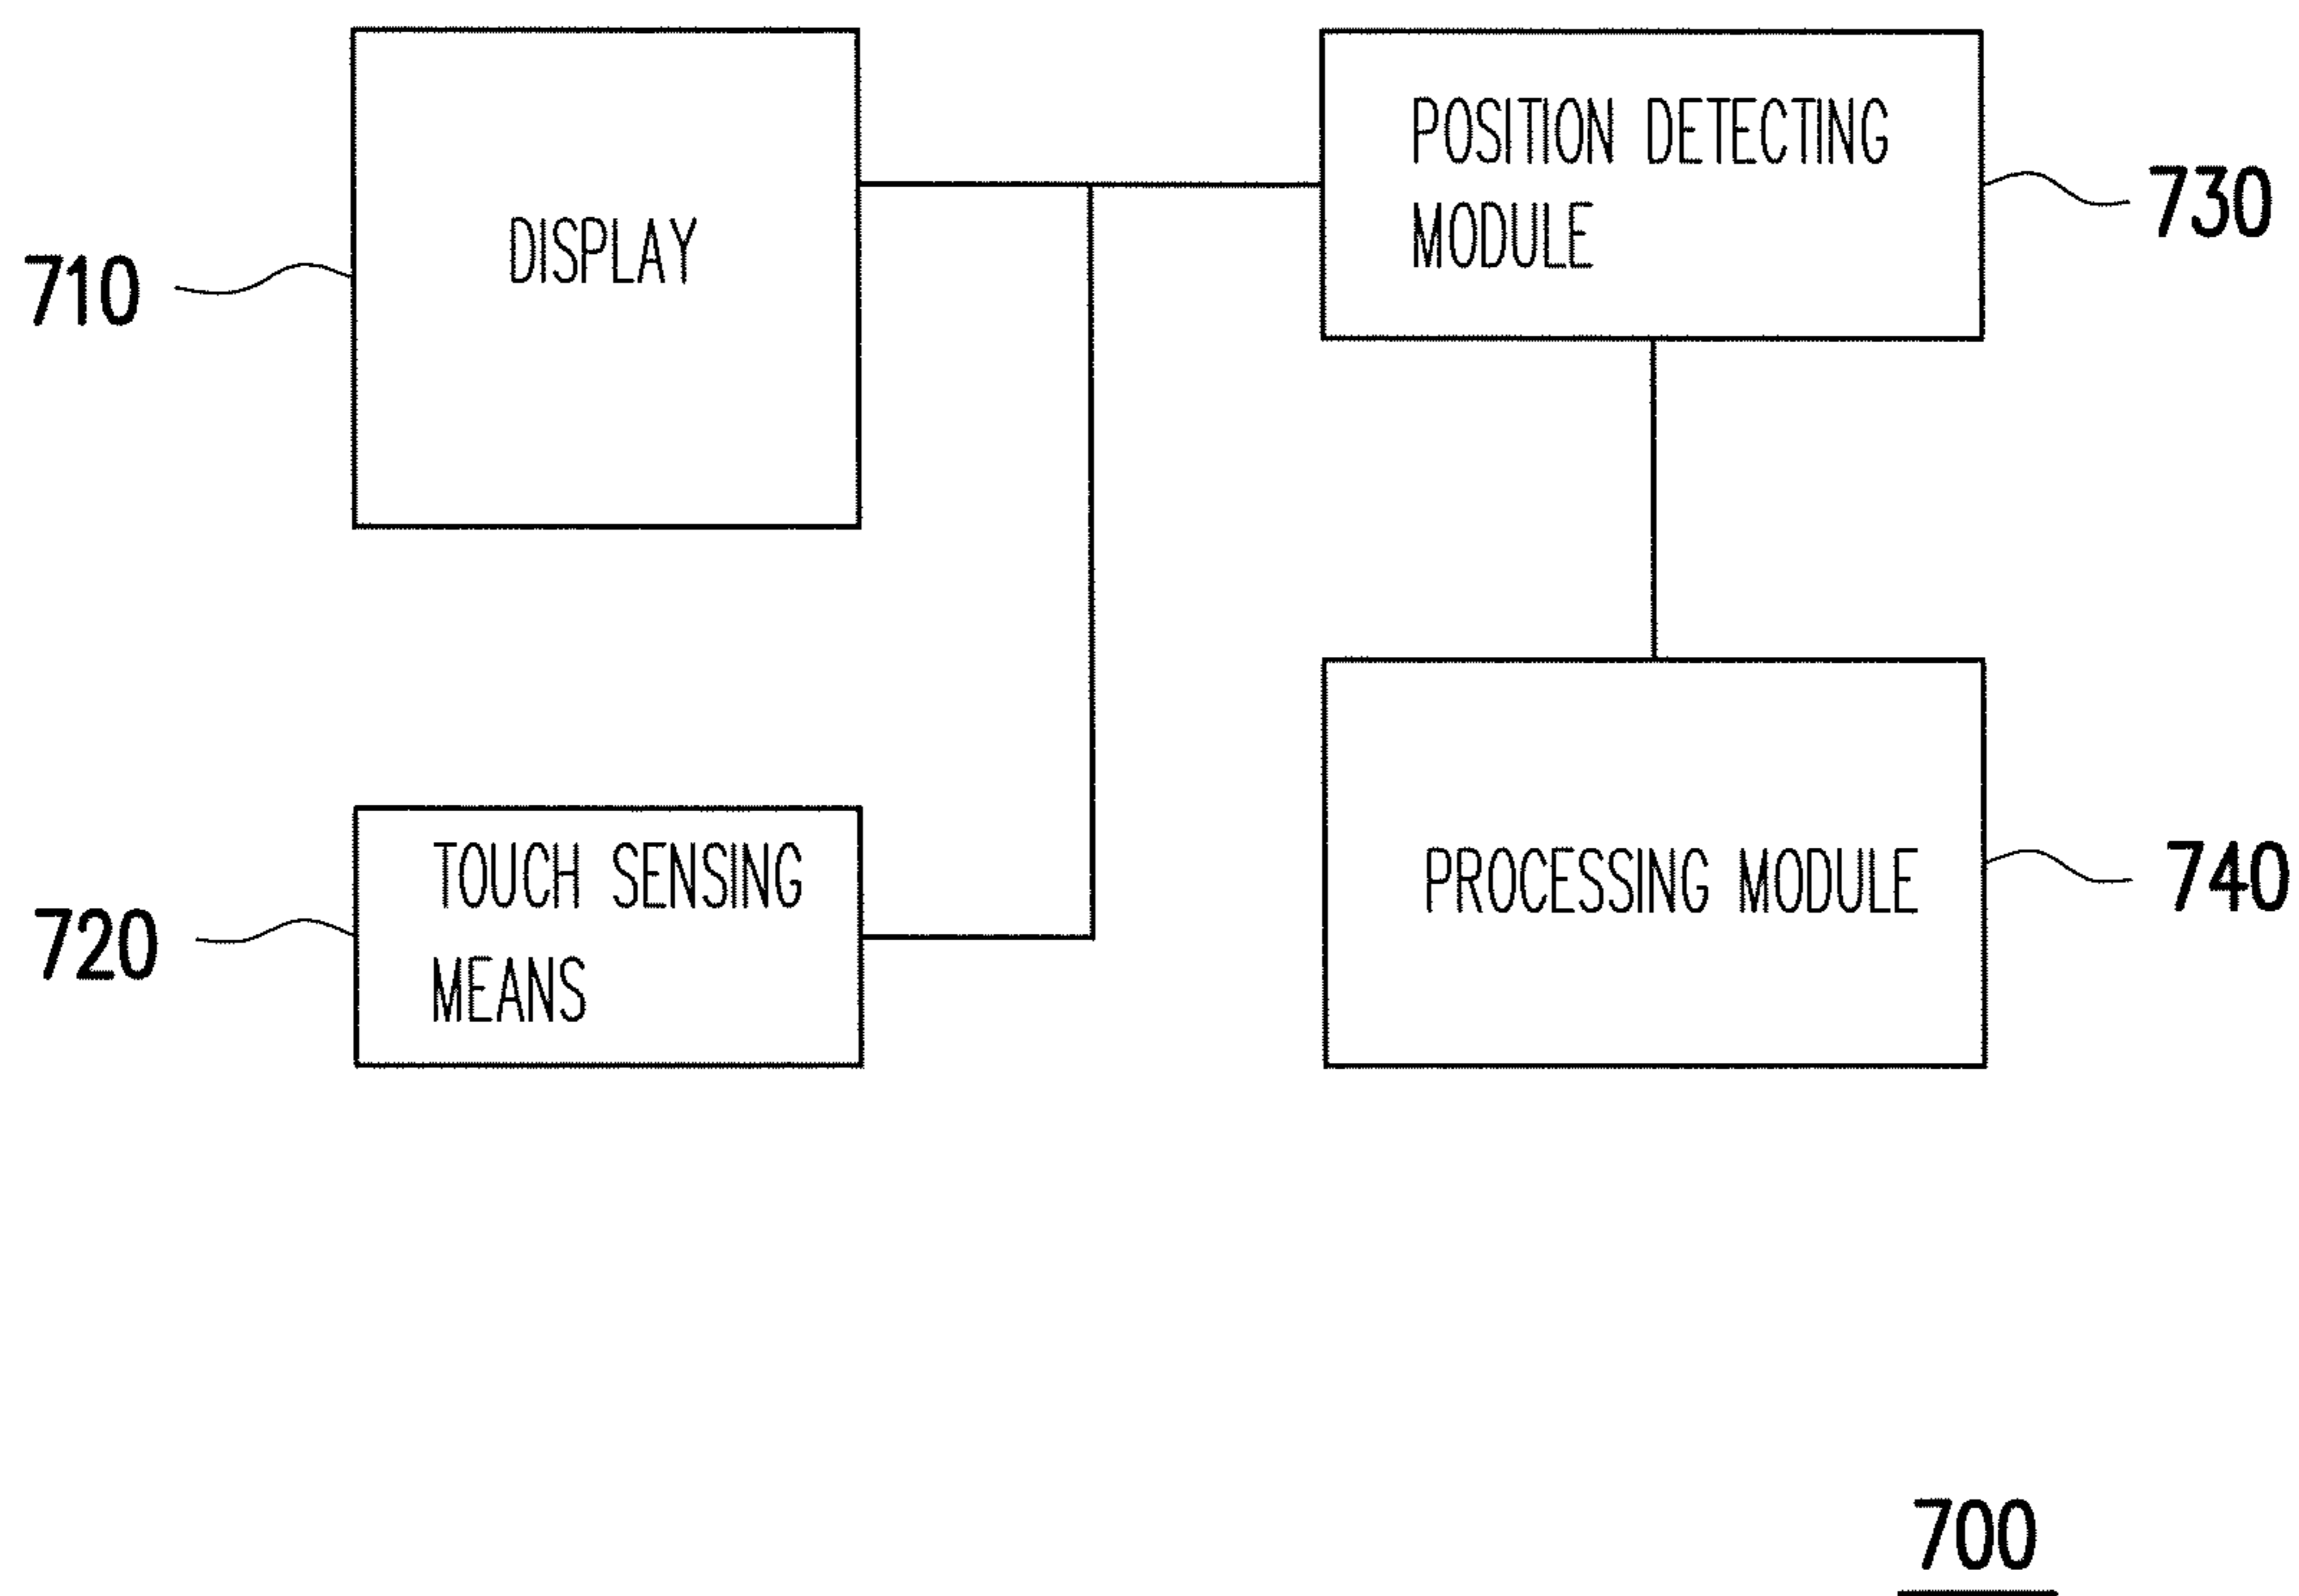 DISPLAY
710
POSITION DETECTING
MODULE
730
TOUCH SENSING
MEANS
720
PROCESSING MODULE
740
700